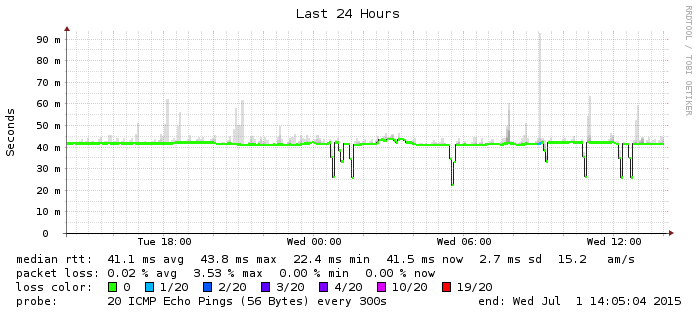 Last 24 Hours
RRDTOOL / TOBI OETIKER
Seconds
90 m
80 m
70 m
60 m
50 m
40 m
30 m
20 m
10 m
0
Tue 18:00 Wed 00:00 Wed 06:00 Wed 12:00
median rtt: 41.1 ms avg 43.8 ms max 22.4 ms min 41.5 ms now 2.7 ms sd 15.2 am/s
packet loss: 0.02 % avg 3.53 % max 0.00 % min 0.00 % now
loss color: 0 1/20 2/20 3/20 4/20 10/20 19/20
probe: 20 ICMP Echo Pings (56 Bytes) every 300s end: Wed Jul 1 14:05:04 2015